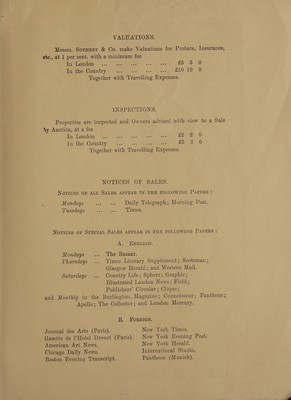 VALUATIONS.
Messrs. SOTHEBY & Co. make Valuations for Probate, Insurance,
etc., at 1 per cent. with a minimum fee
In London ... ... ... ... ... £5 5 0
In the Country ... ... ... ... £10 10 0
Together with Travelling Expenses.
INSPECTIONS.
Properties are inspected and Owners advised with view to a Sale
by Auction, at a fee
In London ... ... ... ... ... £2 2 0
In the Country ... ... ... ... £3 3 0
Together with Travelling Expenses.
NOTICES OF SALES.
NOTICES OF ALL SALES APPEAR IN THE FOLLOWING PAPERS :
Mondays ... ... Daily Telegraph; Morning Post.
Tuesdays ... ... Times.
NOTICES OF SPECIAL SALES APPEAR IN THE FOLLOWING PAPERS :
A. ENGLISH.
Mondays ... The Bazaar.
Thursdays ... Times Literary Supplement; Scotsman;
Glasgow Herald; and Western Mail.
Saturdays ... Country Life; Sphere; Graphic;
Illustrated London News; Field;
Publishers' Circular; Clique;
and Monthly in the Burlington Magazine; Connoisseur; Pantheon;
Apollo; The Collector; and London Mercury.
B. FOREIGN.
Journal des Arts (Paris).
Gazette de l'Hotel Drouot (Paris).
American Art News.
Chicago Daily News.
Boston Evening Transcript.
New York Times.
New York Evening Post.
New York Herald.
International Studio.
Pantheon (Munich).